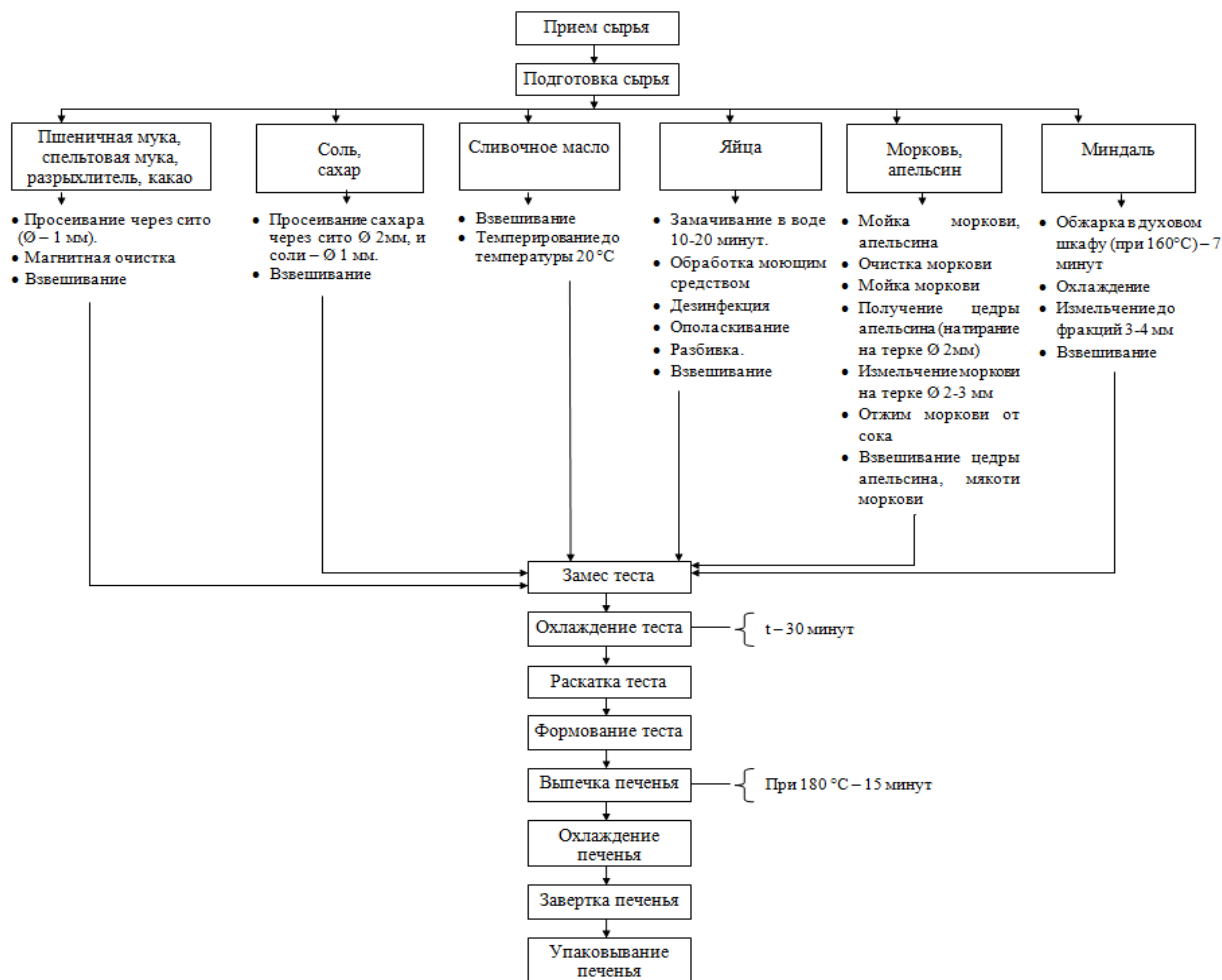 Прием сырья
Подготовка сырья
Пшеничная мука,
спельтовая мука,
разрыхлитель, какао
• Просеивание через сито
(Ø – 1 мм).
• Магнитная очистка
• Взвешивание
Соль,
сахар
• Просеивание сахара
через сито Ø 2мм, и
соли – Ø 1 мм.
• Взвешивание
Сливочное масло
• Взвешивание
• Темперирование до
температуры 20 °С
Яйца
• Замачивание в воде
10-20 минут.
• Обработка моющим
средством
• Дезинфекция
• Ополаскивание
• Разбивка.
• Взвешивание
Морковь,
апельсин
• Мойка моркови,
апельсина
• Очистка моркови
• Мойка моркови
• Получение цедры
апельсина (натирание
на терке Ø 2мм)
• Измельчение моркови
на терке Ø 2-3 мм
• Отжим моркови от
сока
• Взвешивание цедры
апельсина, мякоти
моркови
Миндаль
• Обжарка в духовом
шкафу (при 160°С) – 7
минут
• Охлаждение
• Измельчение до
фракций 3-4 мм
• Взвешивание
Замес теста
Охлаждение теста
t – 30 минут
Раскатка теста
Формование теста
Выпечка печенья
При 180 °С – 15 минут
Охлаждение
печенья
Завертка печенья
Упаковывание
печенья